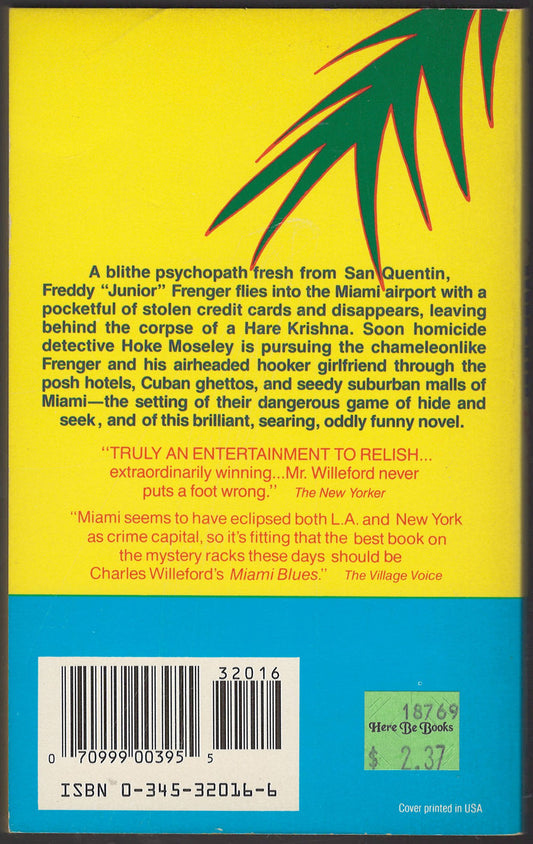 A blithe psychopath fresh from San Quentin,
Freddy "Junior" Frenger flies into the Miami airport with a
pocketful of stolen credit cards and disappears, leaving
behind the corpse of a Hare Krishna. Soon homicide
detective Hoke Moseley is pursuing the chameleonlike
Frenger and his airheaded hooker girlfriend through the
posh hotels, Cuban ghettos, and seedy suburban malls of
Miami—the setting of their dangerous game of hide and
seek, and of this brilliant, searing, oddly funny novel.
"TRULY AN ENTERTAINMENT TO RELISH...
extraordinarily winning...Mr. Willeford never
puts a foot wrong." The New Yorker
"Miami seems to have eclipsed both L.A. and New York
as crime capital, so it's fitting that the best book on
the mystery racks these days should be
Charles Willeford's Miami Blues." The Village Voice
32016
0 70999 00395 5
ISBN 0-345-32016-6
18769
Here Be Books
$ 2.37
Cover printed in USA